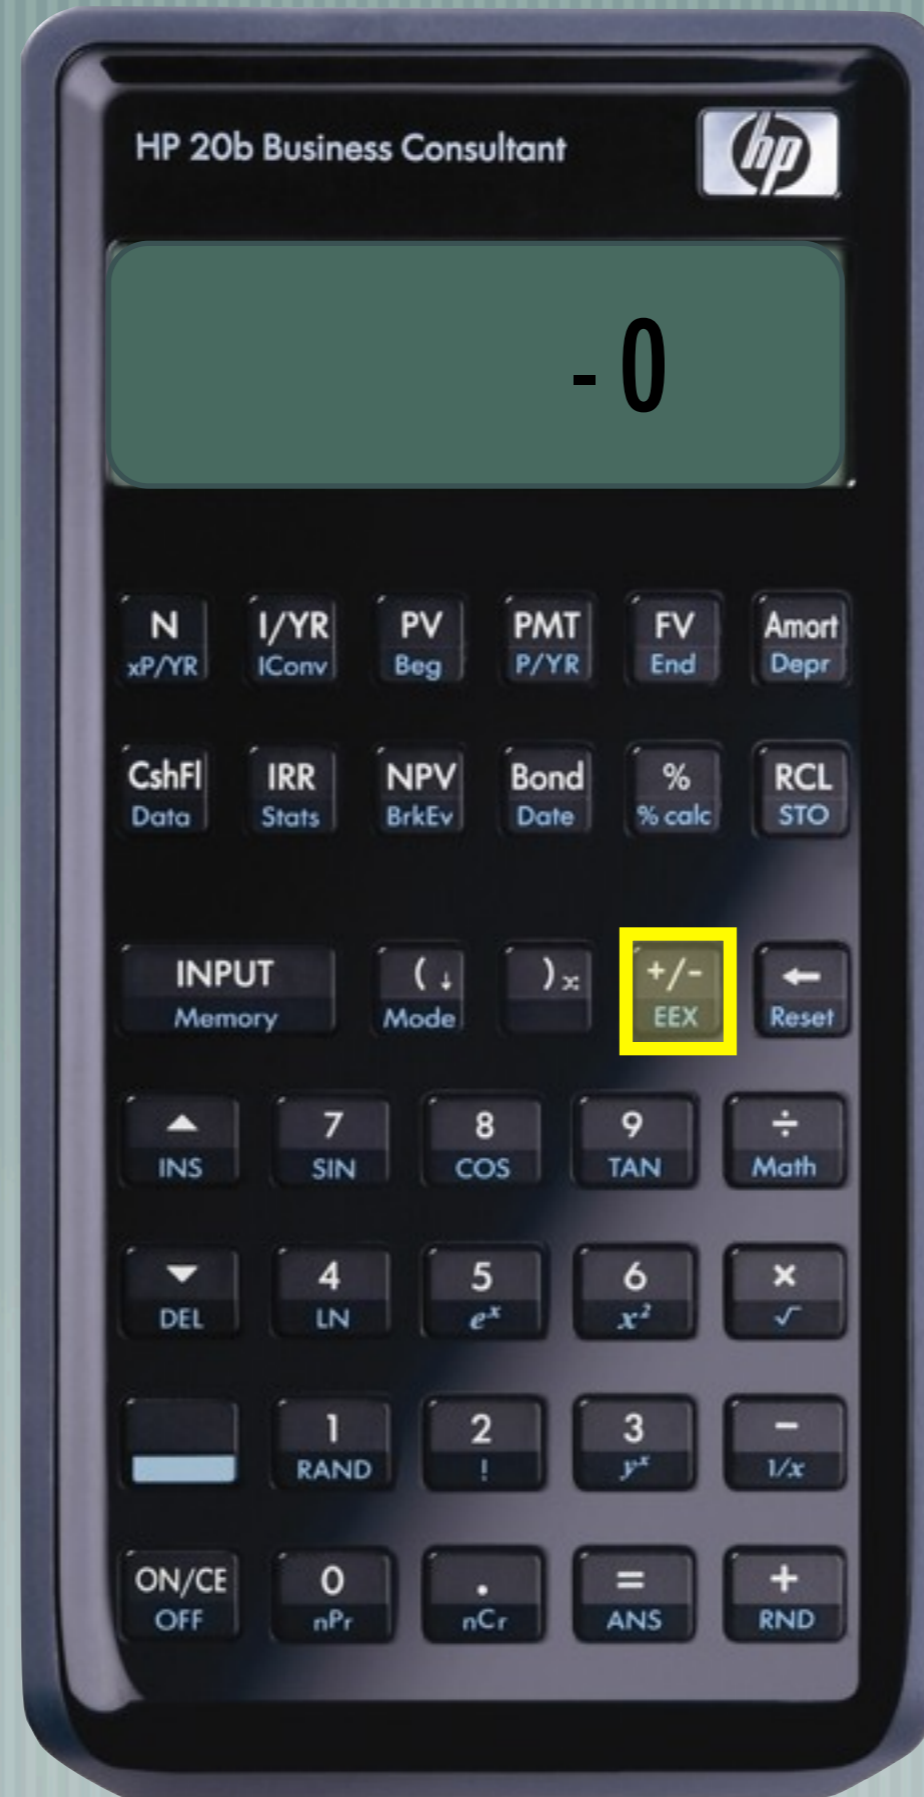 HP 20b Business Consultant
hp
- 0
N I/YR PV PMT FV Amort
xP/YR IConv Beg P/YR End Depr
CshFl IRR NPV Bond % RCL
Data Stats BrkEv Date % calc STO
INPUT ( ↓ ) x +/- ←
Memory Mode EEX Reset
▲ 7 8 9 ÷
INS SIN COS TAN Math
▼ 4 5 6 ×
DEL LN eˣ x² √
1 2 3 −
RAND ! yˣ 1/x
ON/CE 0 . = +
OFF nPr nCr ANS RND